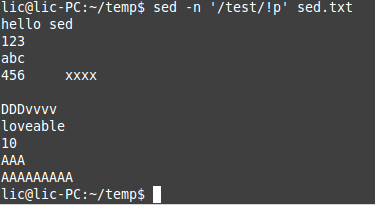 lic@lic-PC:~/temp$ sed -n '/test/!p' sed.txt
hello sed
123
abc
456     xxxx

DDDvvvv
loveable
10
AAA
AAAAAAAAA
lic@lic-PC:~/temp$